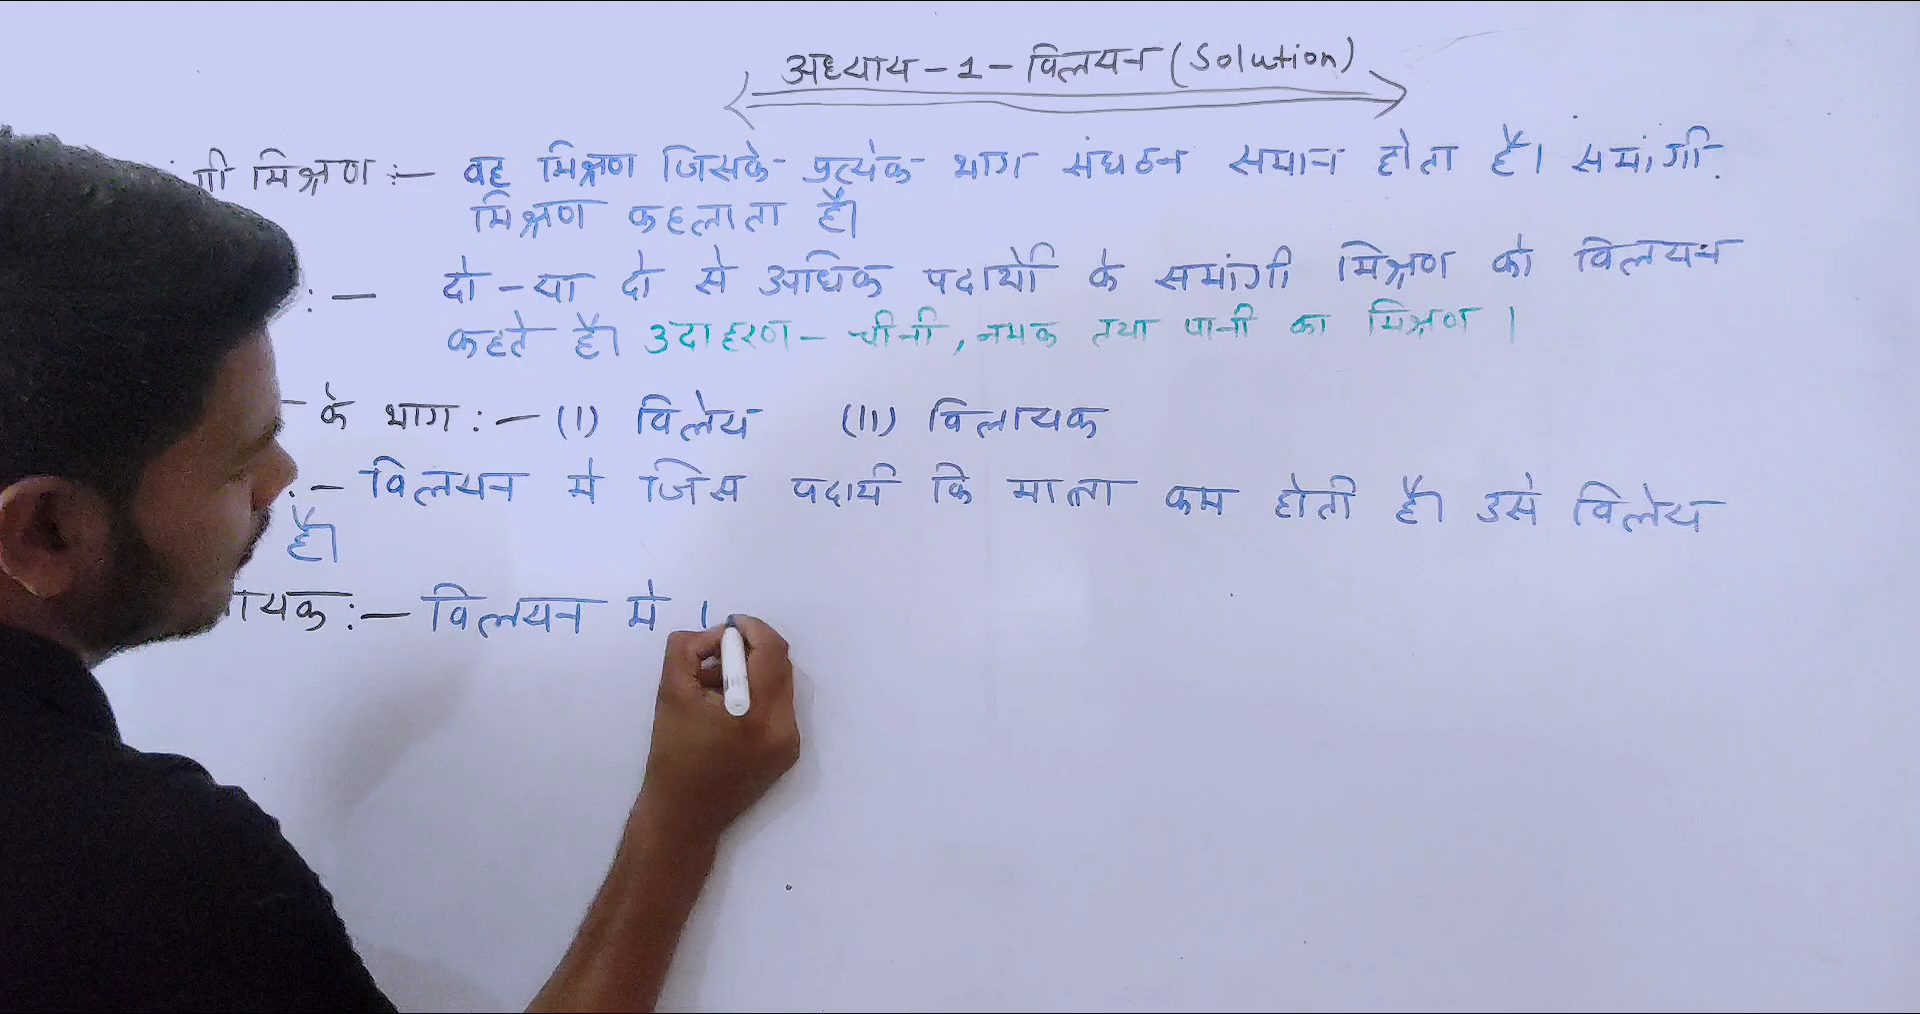 अध्याय - 1 - विलयन (Solution)
गी मिश्रण :- वह मिश्रण जिसके प्रत्येक भाग संघठन समान होता है। समांगी
मिश्रण कहलाता है।
:- दो - या दो से अधिक पदार्थो के समांगी मिश्रण को विलयन
कहते है। उदाहरण - चीनी, नमक तथा पानी का मिश्रण ।
के भाग :- (I) विलेय (II) विलायक
:- विलयन मे जिस पदार्थ कि मात्रा कम होती है। उसे विलेय
है।
ायक :- विलयन मे